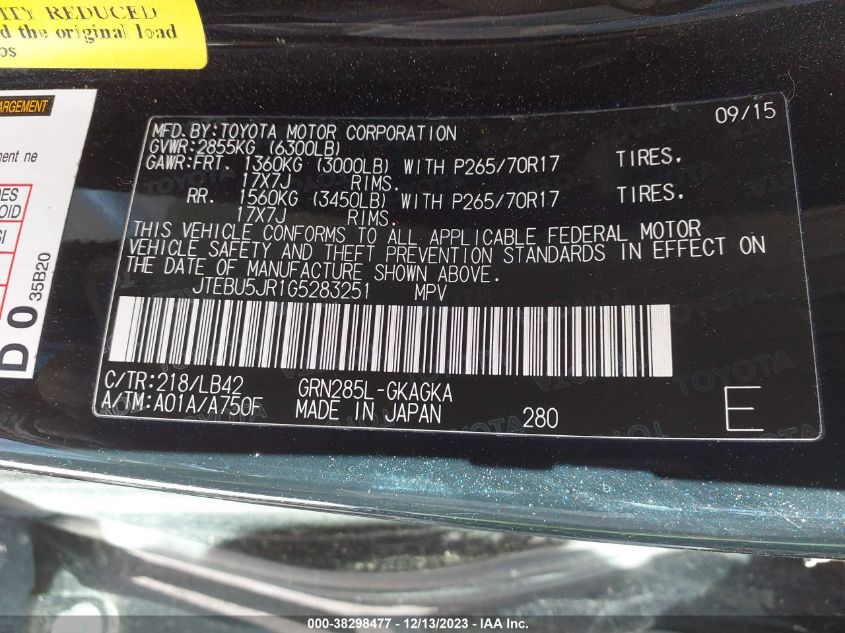 ITY REDUCED
d the original load
os
ARGEMENT
ment ne
DES
OID
SI
D 0
35B20
09/15
MFD.BY:TOYOTA MOTOR CORPORATION
GVWR:2855KG (6300LB)
GAWR:FRT. 1360KG (3000LB) WITH P265/70R17 TIRES.
17X7J RIMS.
RR. 1560KG (3450LB) WITH P265/70R17 TIRES.
17X7J RIMS.
THIS VEHICLE CONFORMS TO ALL APPLICABLE FEDERAL MOTOR
VEHICLE SAFETY AND THEFT PREVENTION STANDARDS IN EFFECT ON
THE DATE OF MANUFACTURE SHOWN ABOVE.
JTEBU5JR1G5283251 MPV
C/TR:218/LB42 GRN285L-GKAGKA
A/TM:A01A/A750F MADE IN JAPAN 280 E
000-38298477 - 12/13/2023 - IAA Inc.